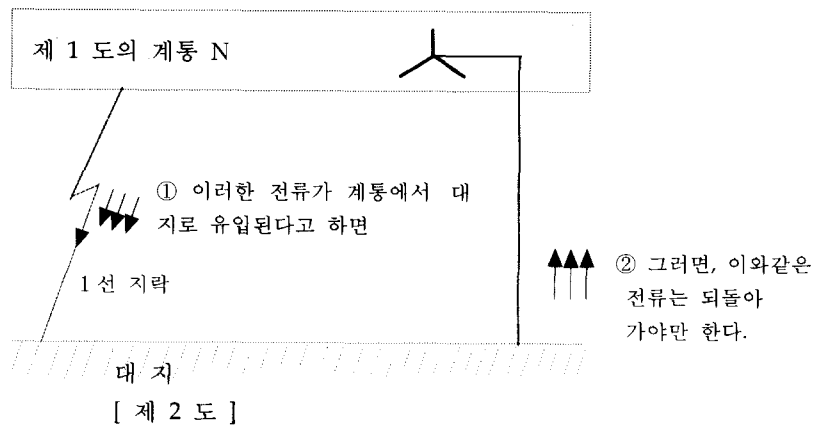 제 1 도의 계통 N
① 이러한 전류가 계통에서 대
지로 유입된다고 하면
1 선 지락
② 그러면, 이와같은
전류는 되돌아
가야만 한다.
대 지
[ 제 2 도 ]